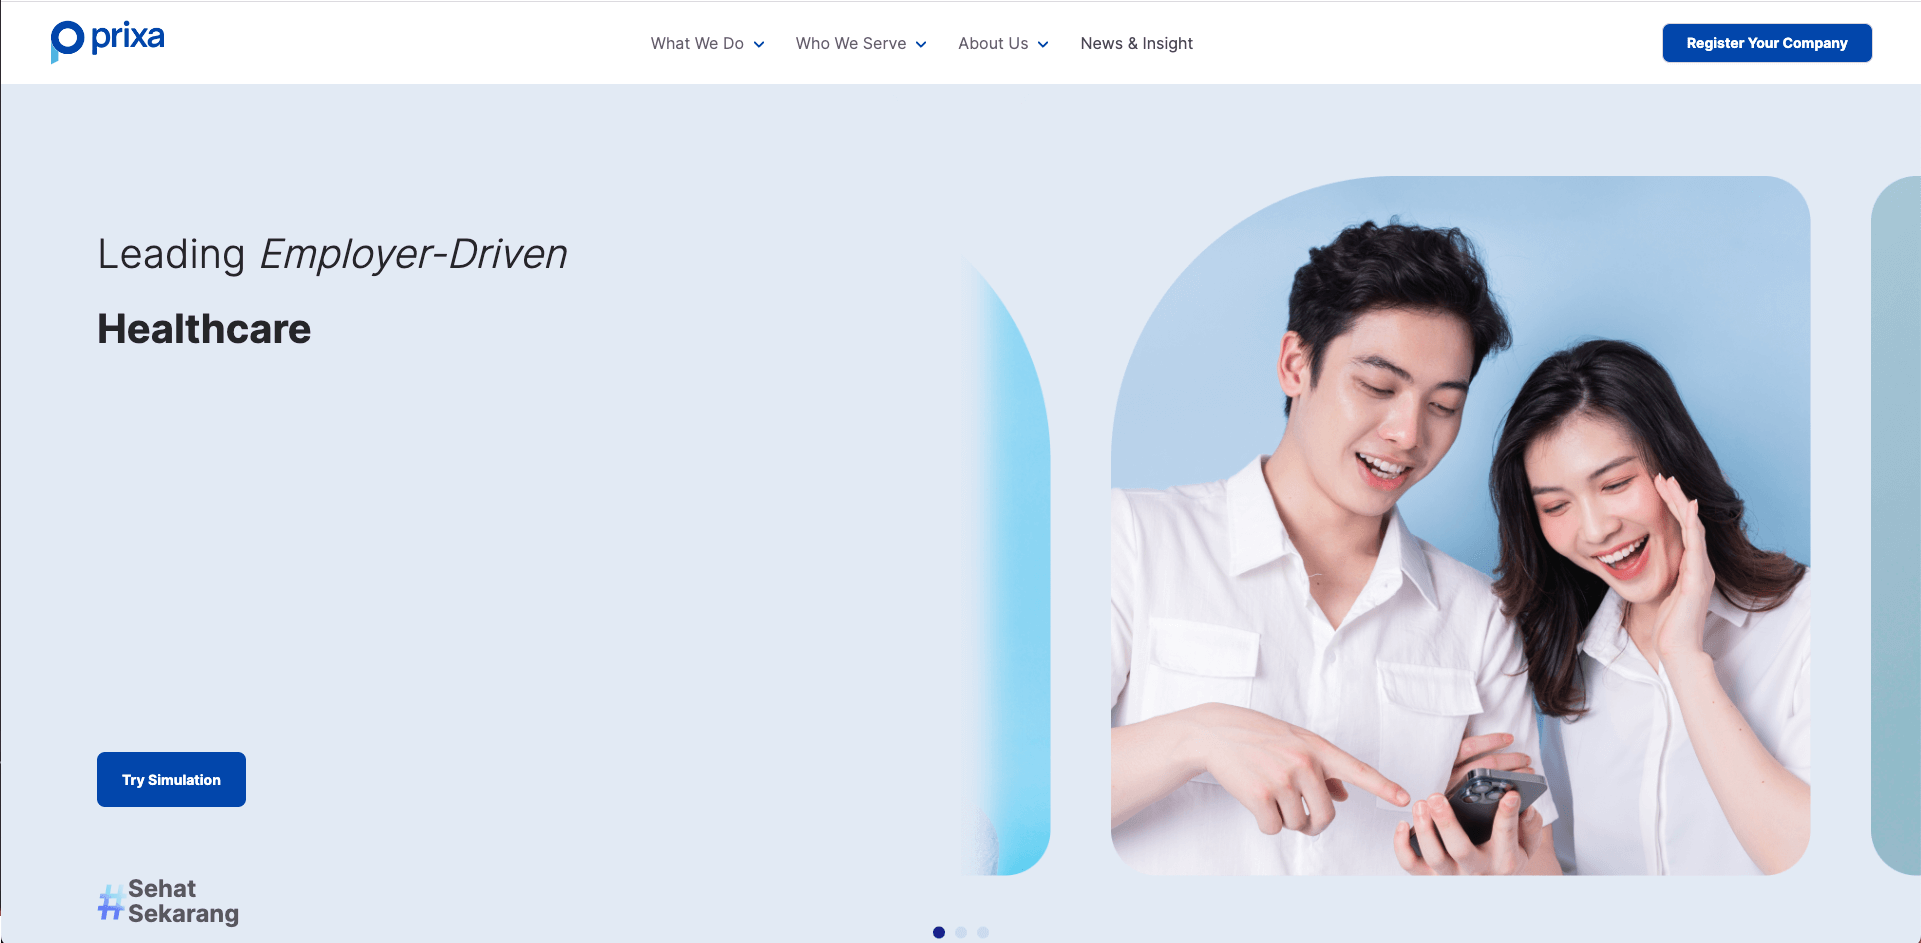 prixa
What We Do
Who We Serve
About Us
News & Insight
Register Your Company
Leading Employer-Driven
Healthcare
Try Simulation
#Sehat
Sekarang